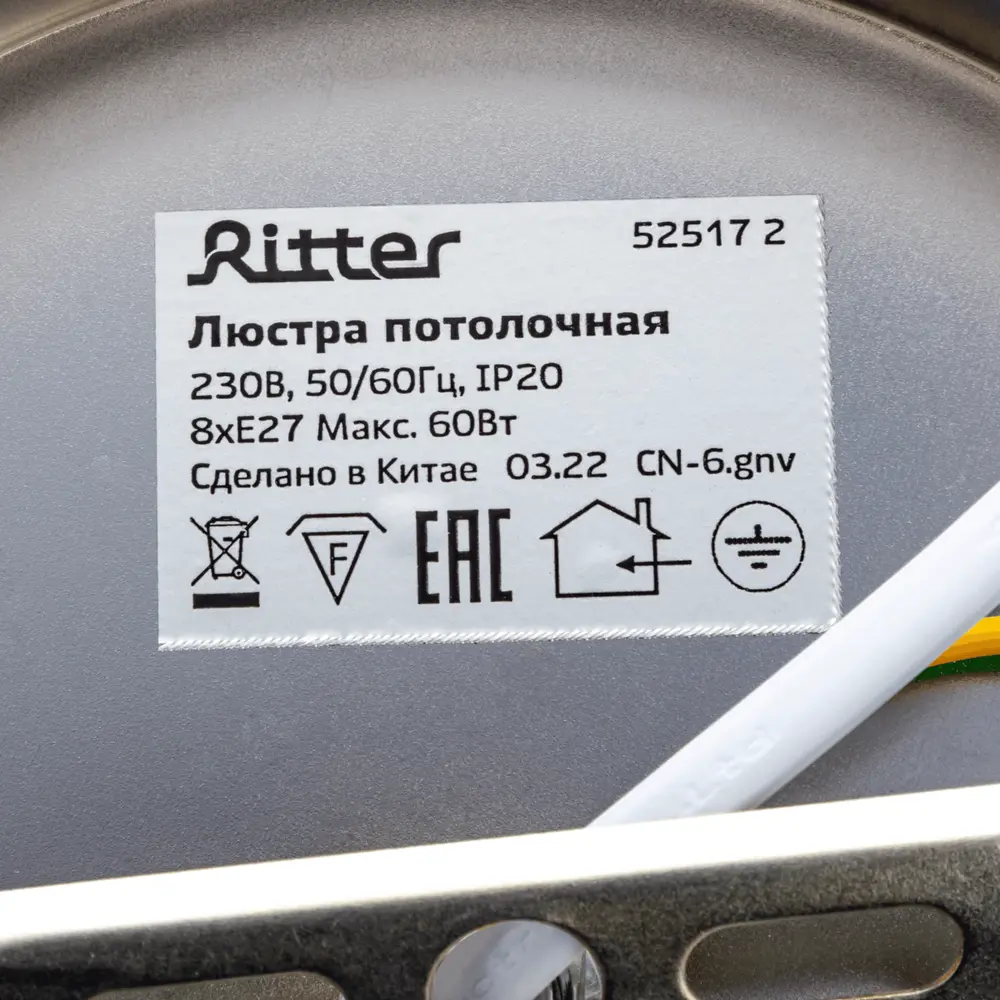 Ritter 52517 2
Люстра потолочная
230В, 50/60Гц, IP20
8xE27 Макс. 60Вт
Сделано в Китае 03.22 CN-6.gnv
F EAC